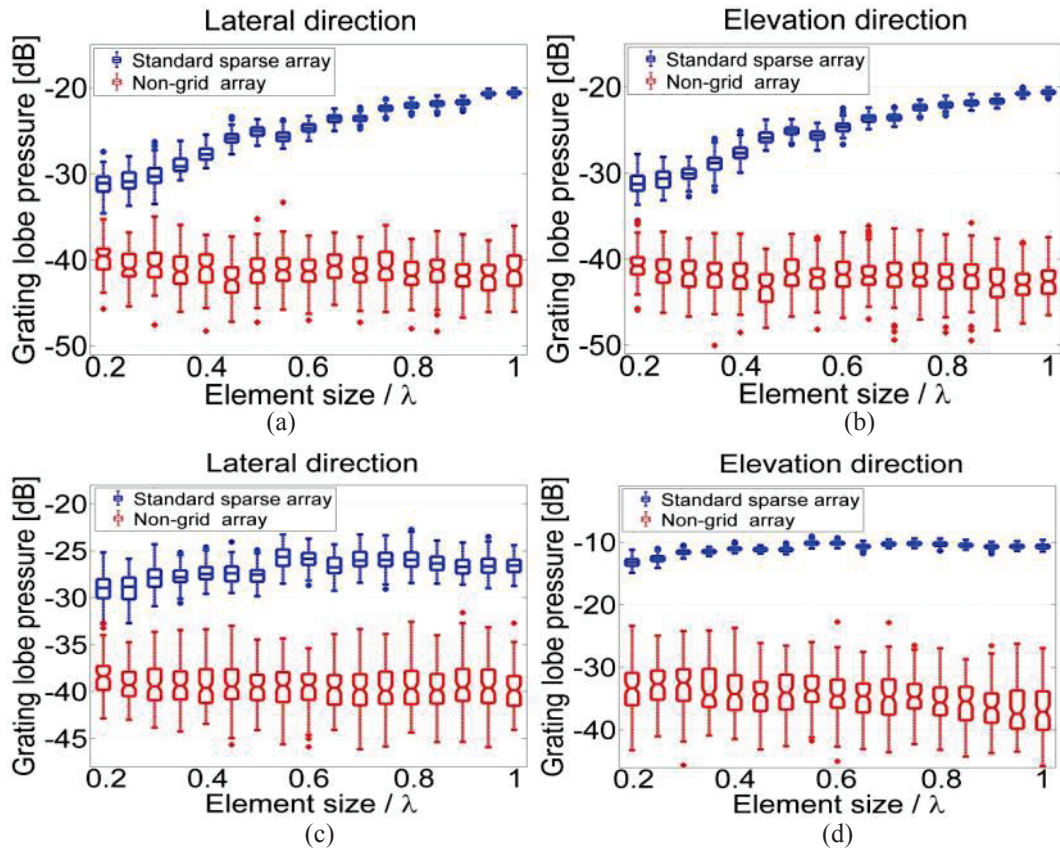 Lateral direction
Grating lobe pressure [dB]
Standard sparse array
Non-grid array
-20
-30
-40
-50
0.2 0.4 0.6 0.8 1
Element size / λ
(a)
Elevation direction
Grating lobe pressure [dB]
Standard sparse array
Non-grid array
-20
-30
-40
-50
0.2 0.4 0.6 0.8 1
Element size / λ
(b)
Lateral direction
Grating lobe pressure [dB]
Standard sparse array
Non-grid array
-20
-25
-30
-35
-40
-45
0.2 0.4 0.6 0.8 1
Element size / λ
(c)
Elevation direction
Grating lobe pressure [dB]
Standard sparse array
Non-grid array
-10
-20
-30
-40
0.2 0.4 0.6 0.8 1
Element size / λ
(d)